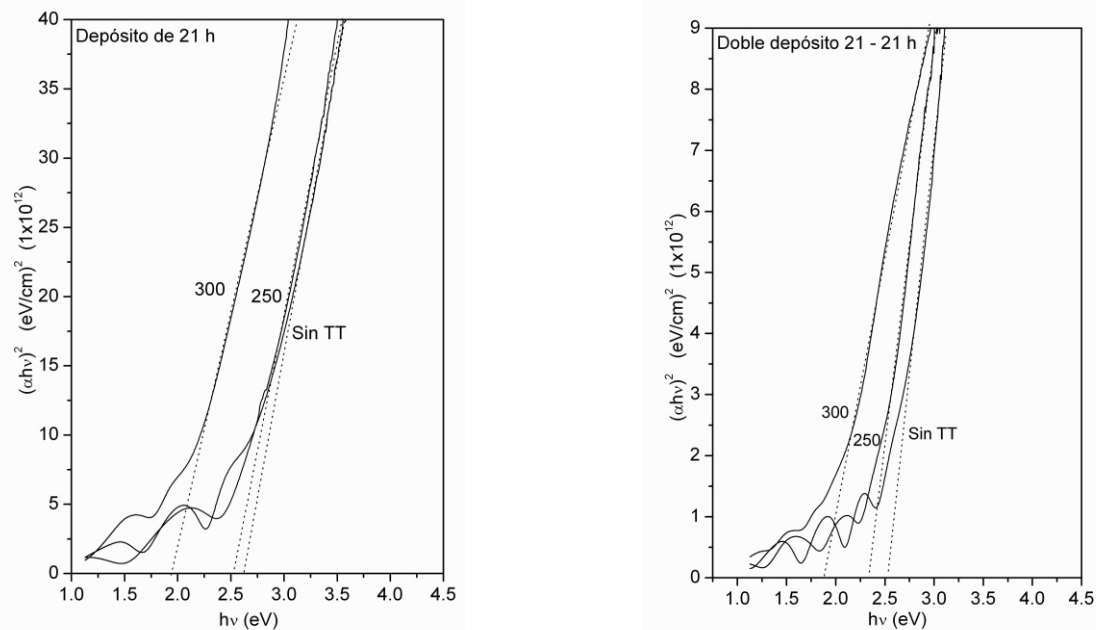 Depósito de 21 h
40
35
30
25
20
15
10
5
0
(αhν)² (eV/cm)² (1x10¹²)
300
250
Sin TT
1.0 1.5 2.0 2.5 3.0 3.5 4.0 4.5
hν (eV)
Doble depósito 21 - 21 h
9
8
7
6
5
4
3
2
1
0
(αhν)² (eV/cm)² (1x10¹²)
300
250
Sin TT
1.0 1.5 2.0 2.5 3.0 3.5 4.0 4.5
hν (eV)